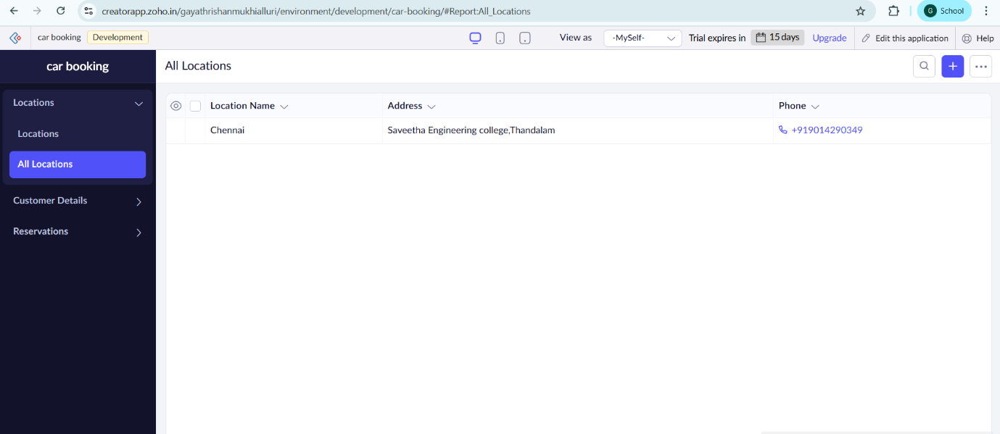 creatorapp.zoho.in/gayathrishanmukhialluri/environment/development/car-booking/#Report:All_Locations
G School
car booking Development View as -MySelf- Trial expires in 15 days Upgrade Edit this application Help
car booking
All Locations
Locations
Locations
All Locations
Customer Details
Reservations
Location Name Address Phone
Chennai Saveetha Engineering college,Thandalam +919014290349